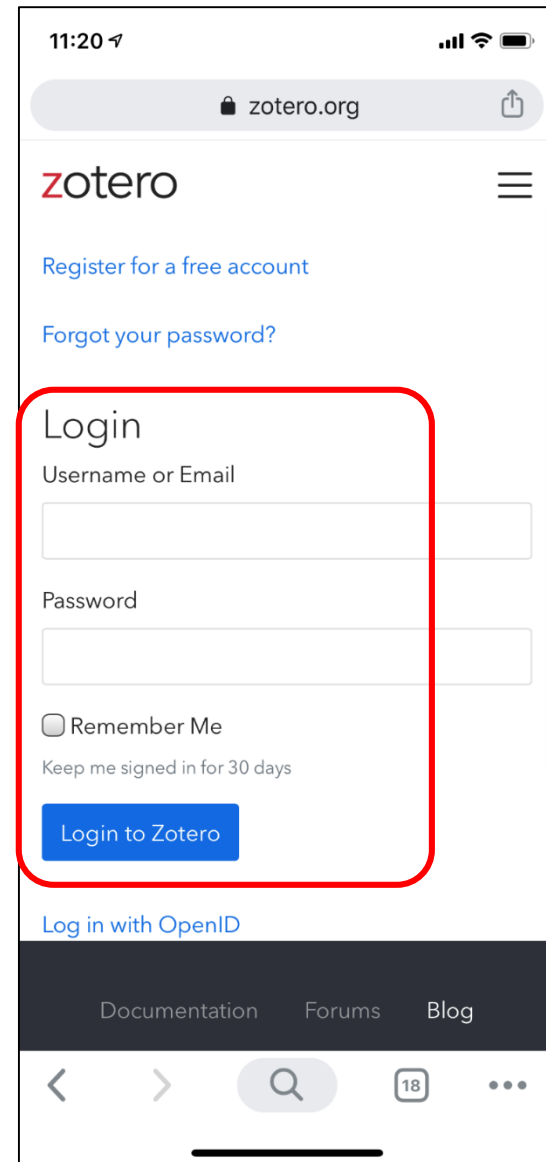 11:20
zotero.org
zotero
Register for a free account
Forgot your password?
Login
Username or Email
Password
Remember Me
Keep me signed in for 30 days
Login to Zotero
Log in with OpenID
Documentation Forums Blog
18